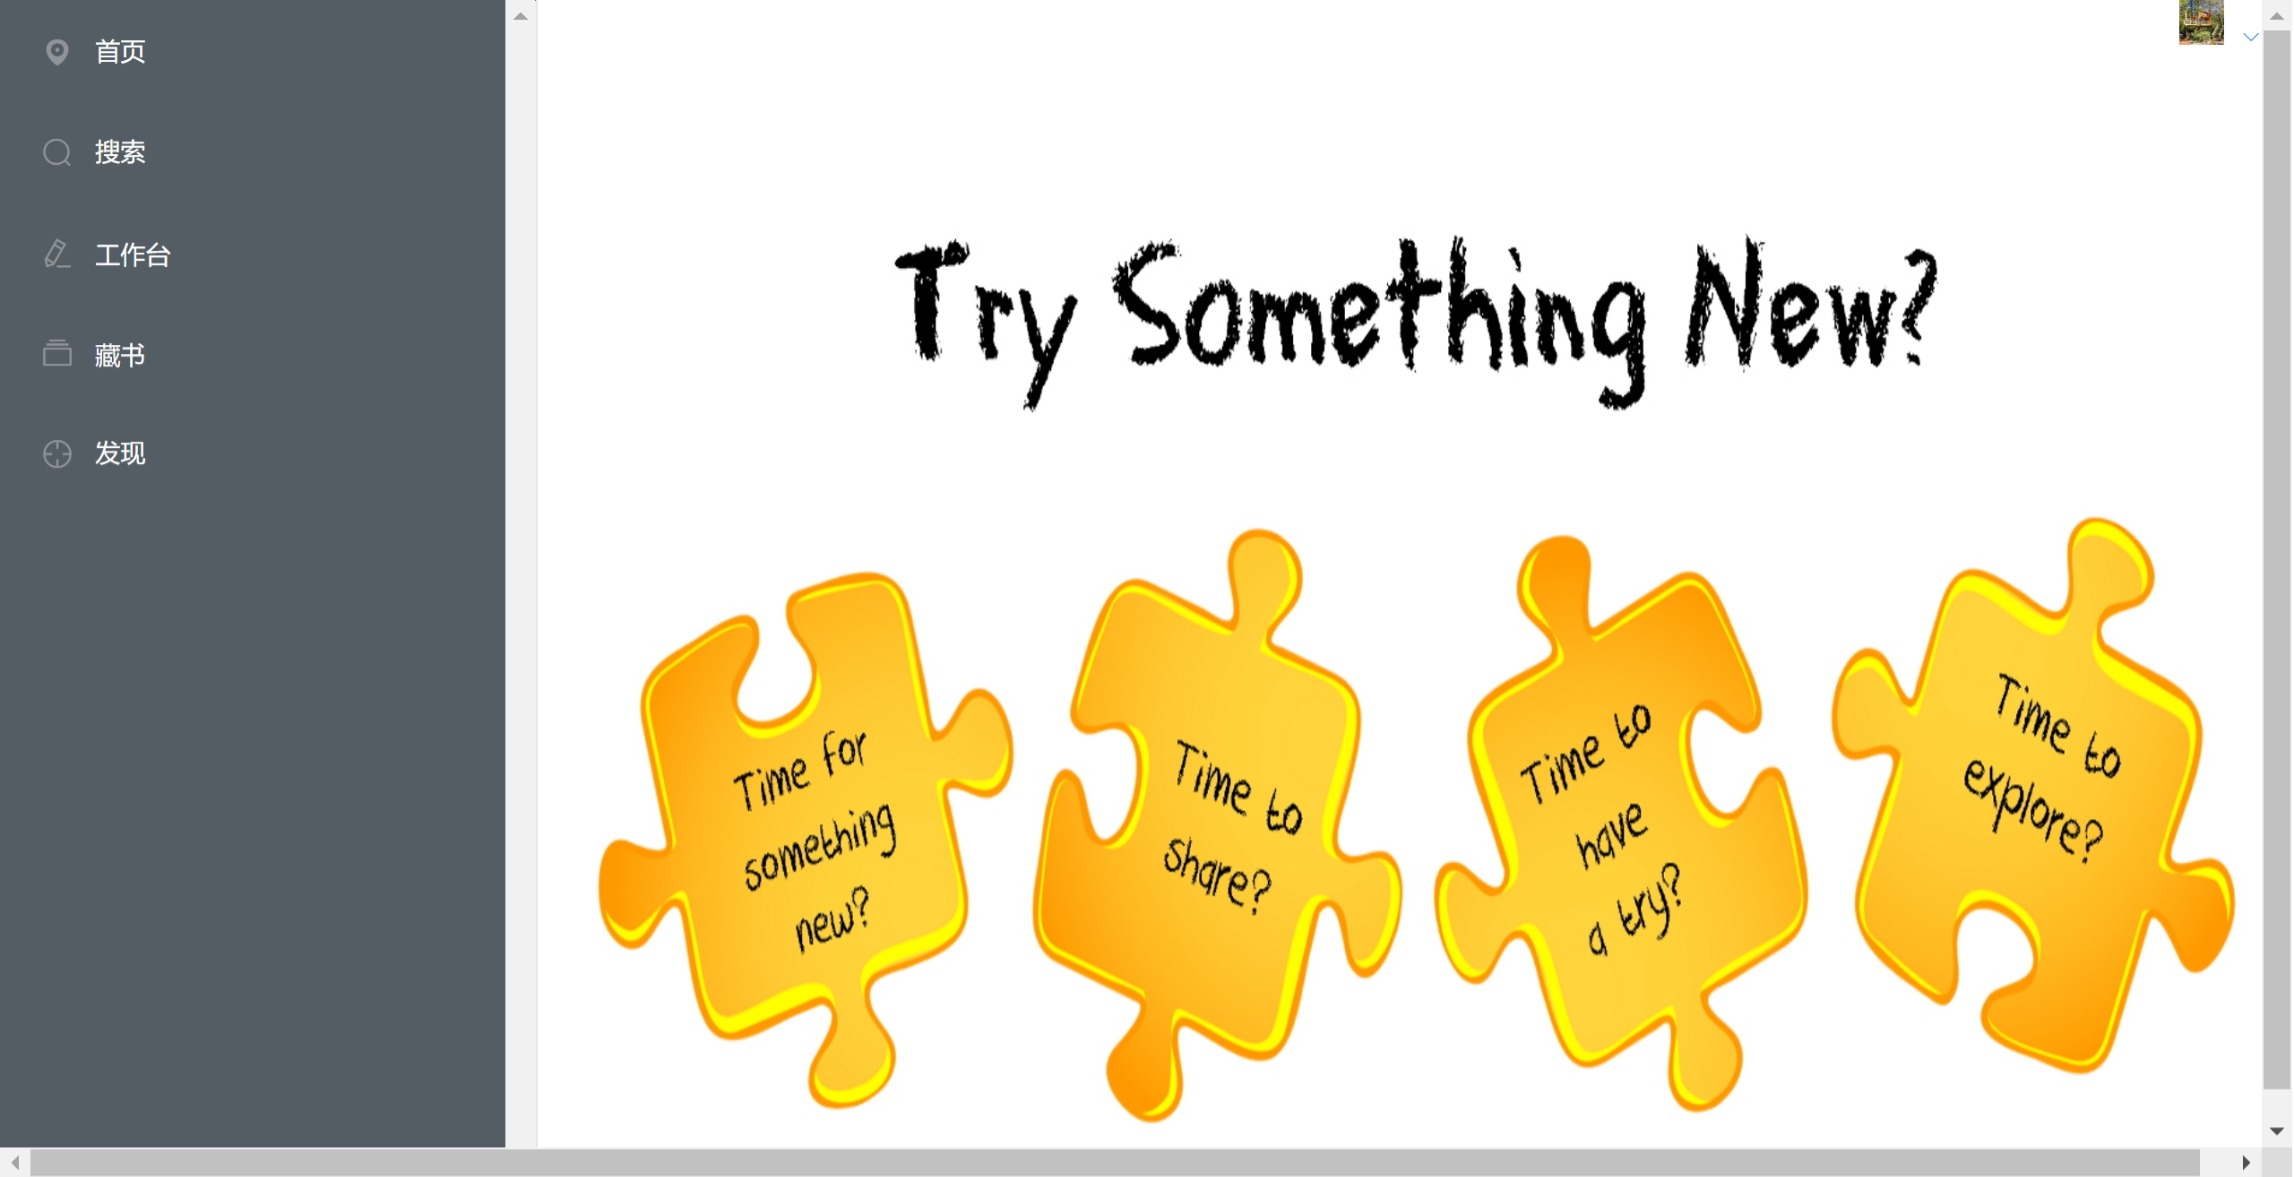 首页
搜索
工作台
藏书
发现
Try Something New?
Time for
something
new?
Time to
share?
Time to
have
a try?
Time to
explore?